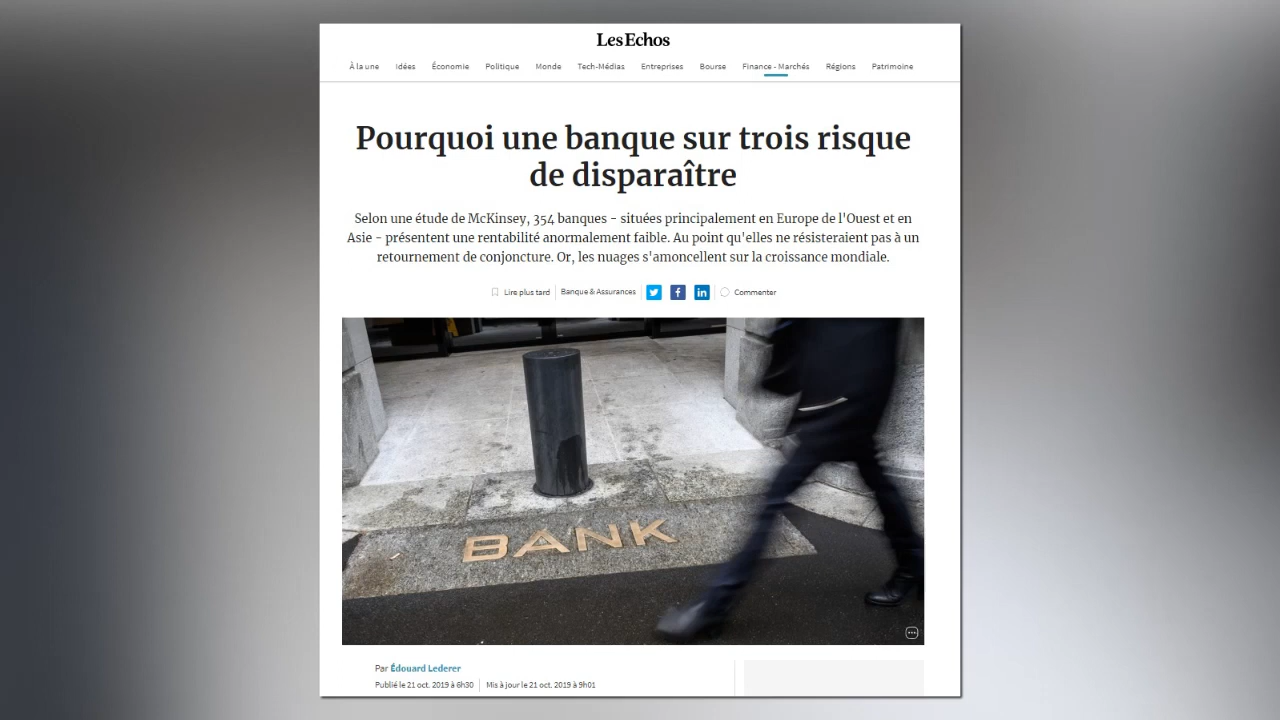 Les Echos
À la une Idées Économie Politique Monde Tech-Médias Entreprises Bourse Finance - Marchés Régions Patrimoine
Pourquoi une banque sur trois risque
de disparaître
Selon une étude de McKinsey, 354 banques - situées principalement en Europe de l'Ouest et en
Asie - présentent une rentabilité anormalement faible. Au point qu'elles ne résisteraient pas à un
retournement de conjoncture. Or, les nuages s'amoncellent sur la croissance mondiale.
Lire plus tard Banque & Assurances f in Commenter
BANK
Par Édouard Lederer
Publié le 21 oct. 2019 à 6h30 Mis à jour le 21 oct. 2019 à 9h01